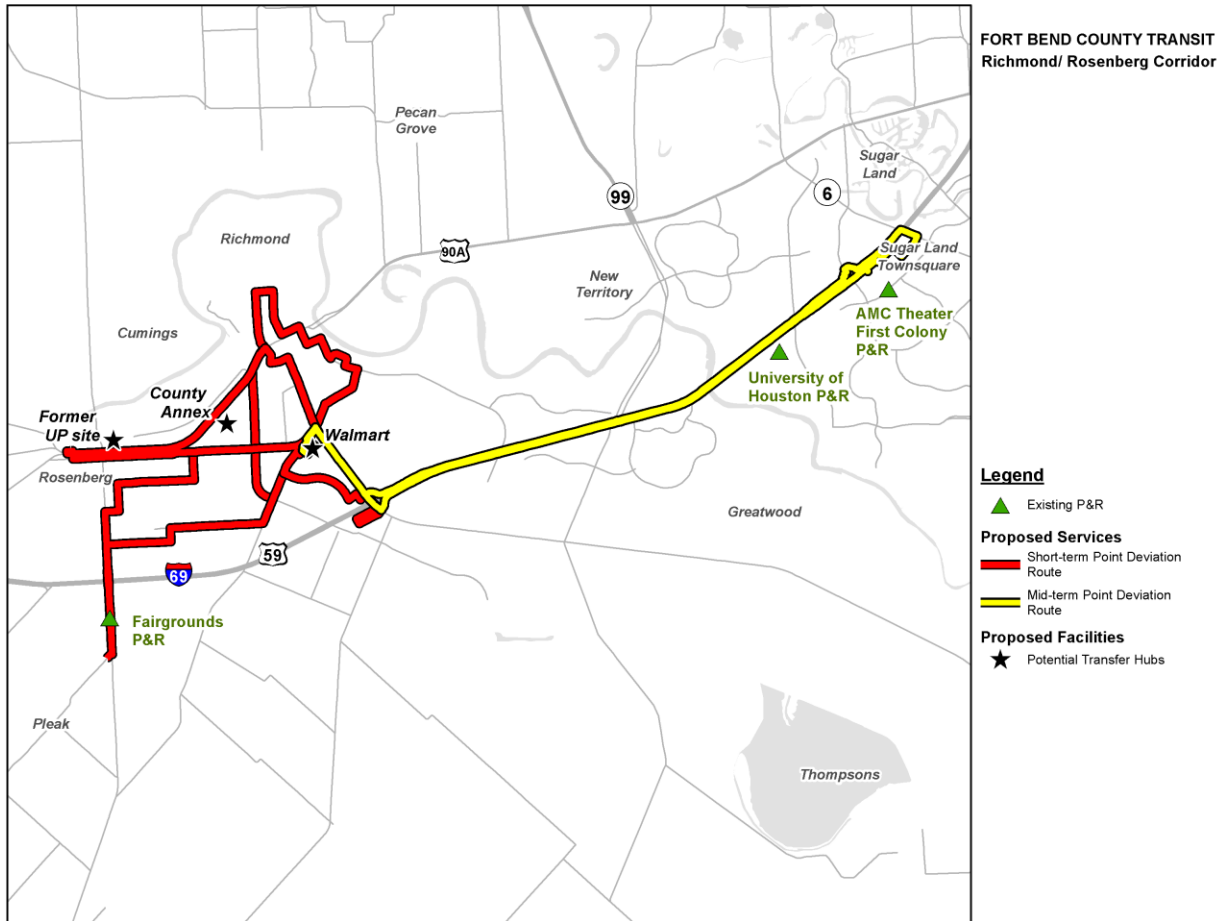 FORT BEND COUNTY TRANSIT
Richmond/ Rosenberg Corridor
Pecan
Grove
Sugar
Land
99
6
Richmond
90A
Sugar Land
Townsquare
New
Territory
AMC Theater
First Colony
P&R
Cumings
University of
Houston P&R
County
Annex
Former
UP site
Walmart
Rosenberg
Greatwood
59
69
Fairgrounds
P&R
Pleak
Thompsons
Legend
Existing P&R
Proposed Services
Short-term Point Deviation
Route
Mid-term Point Deviation
Route
Proposed Facilities
Potential Transfer Hubs